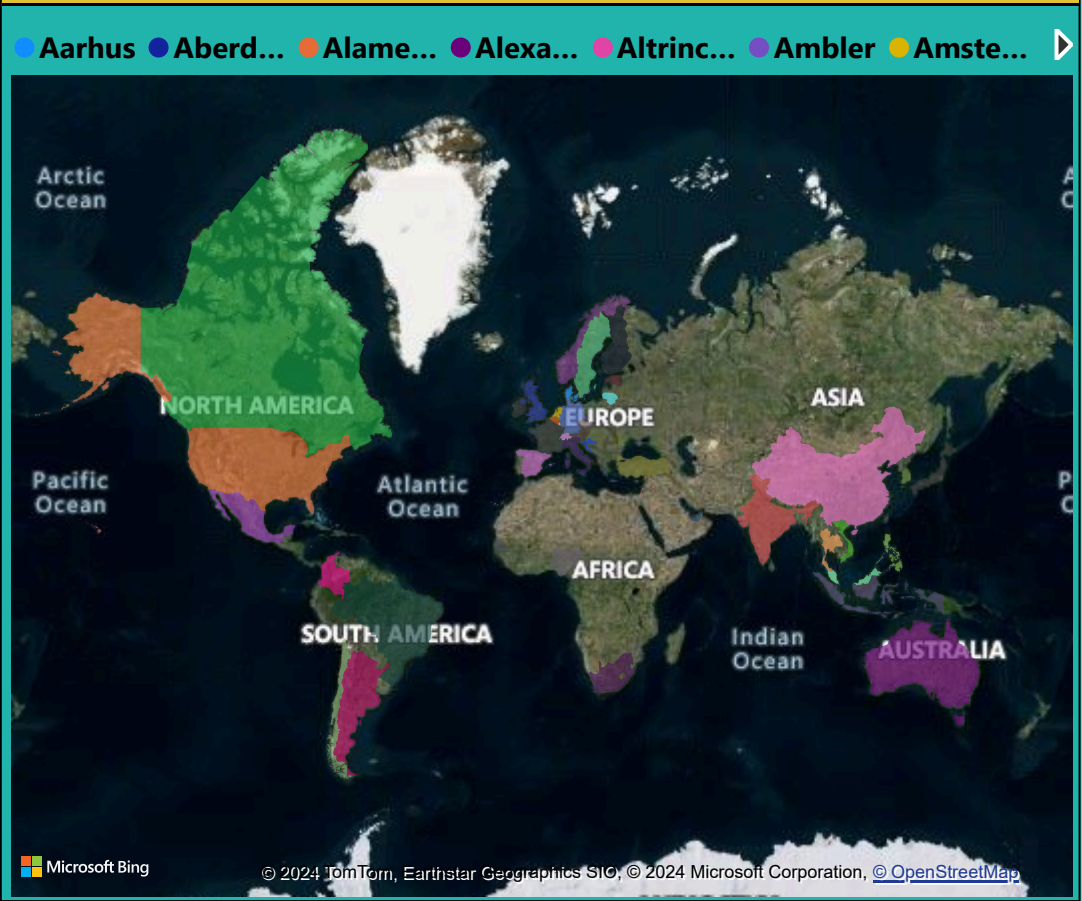 Aarhus Aberd... Alame... Alexa... Altrinc... Ambler Amste...
Arctic
Ocean
A
NORTH AMERICA
EUROPE
ASIA
Pacific
Ocean
Atlantic
Ocean
P
AFRICA
SOUTH AMERICA
Indian
Ocean
AUSTRALIA
Microsoft Bing
© 2024 TomTom, Earthstar Geographics SIO, © 2024 Microsoft Corporation, © OpenStreetMap